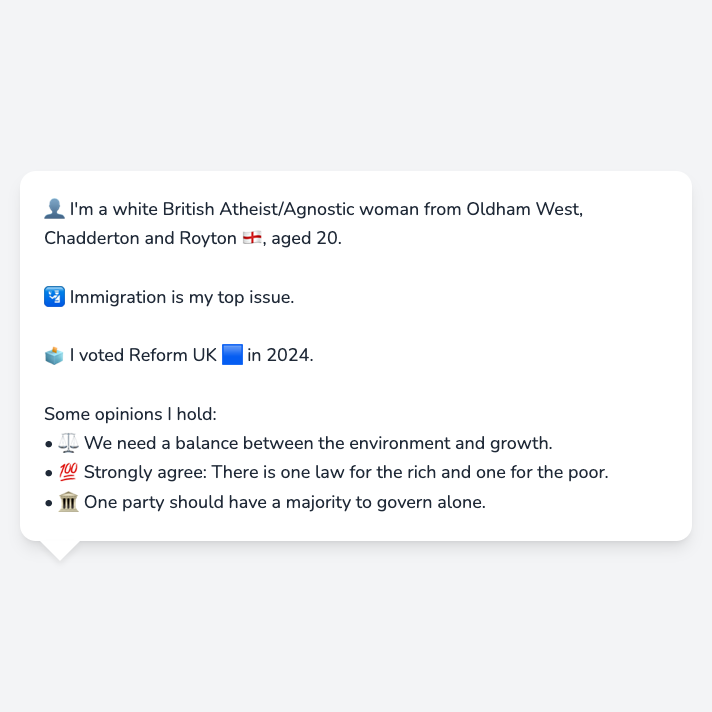 👤 I'm a white British Atheist/Agnostic woman from Oldham West,
Chadderton and Royton 🏴󠁧󠁢󠁥󠁮󠁧󠁿, aged 20.
🛂 Immigration is my top issue.
🗳️ I voted Reform UK 🟦 in 2024.
Some opinions I hold:
• ⚖️ We need a balance between the environment and growth.
• 💯 Strongly agree: There is one law for the rich and one for the poor.
• 🏛️ One party should have a majority to govern alone.